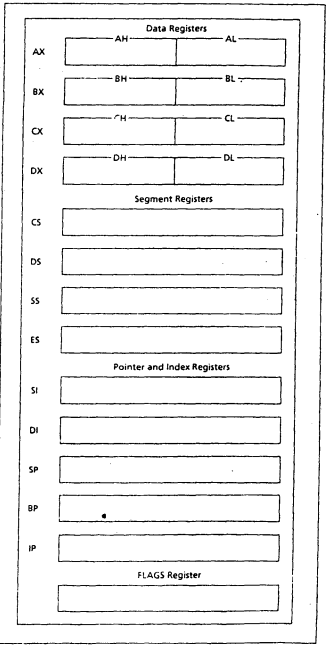 Data Registers
AH AL
AX
BH BL
BX
CH CL
CX
DH DL
DX
Segment Registers
CS
DS
SS
ES
Pointer and Index Registers
SI
DI
SP
BP
IP
FLAGS Register